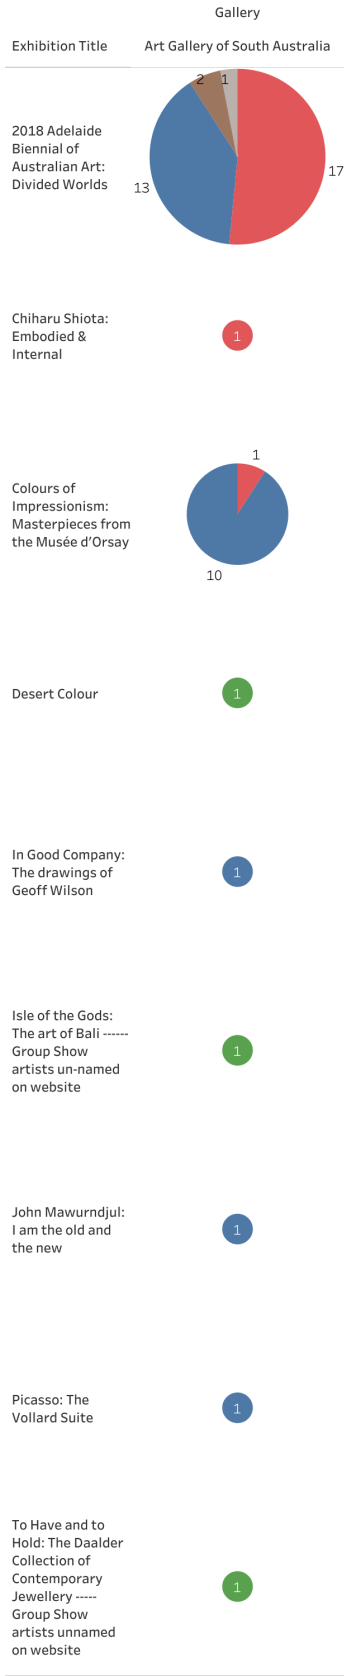 Gallery
Exhibition Title
Art Gallery of South Australia
2018 Adelaide
Biennial of
Australian Art:
Divided Worlds
2
1
13
17
Chiharu Shiota:
Embodied &
Internal
1
Colours of
Impressionism:
Masterpieces from
the Musée d’Orsay
1
10
Desert Colour
1
In Good Company:
The drawings of
Geoff Wilson
1
Isle of the Gods:
The art of Bali ------
Group Show
artists un-named
on website
1
John Mawurndjul:
I am the old and
the new
1
Picasso: The
Vollard Suite
1
To Have and to
Hold: The Daalder
Collection of
Contemporary
Jewellery -----
Group Show
artists unnamed
on website
1